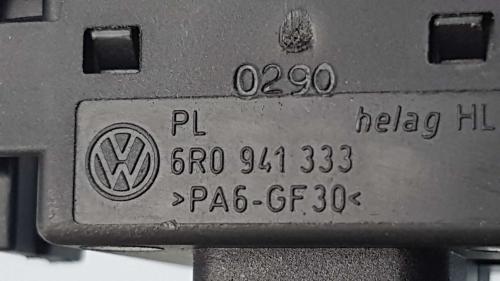 0290
PL helag HL
6R0 941 333
>PA6-GF30<